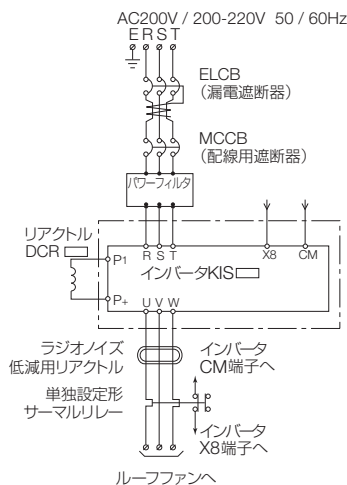 AC200V / 200-220V 50 / 60Hz
E R S T
ELCB
（漏電遮断器）
MCCB
（配線用遮断器）
パワーフィルタ
リアクトル
DCR
R S T
X8 CM
P1
インバータKIS
P+
U V W
ラジオノイズ
低減用リアクトル
インバータ
CM端子へ
単独設定形
サーマルリレー
インバータ
X8端子へ
ルーフファンへ